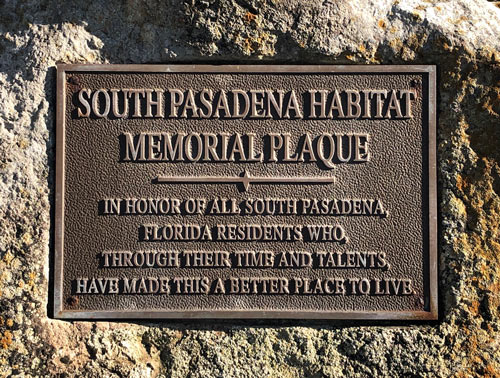 SOUTH PASADENA HABITAT
MEMORIAL PLAQUE
IN HONOR OF ALL SOUTH PASADENA,
FLORIDA RESIDENTS WHO,
THROUGH THEIR TIME AND TALENTS,
HAVE MADE THIS A BETTER PLACE TO LIVE.